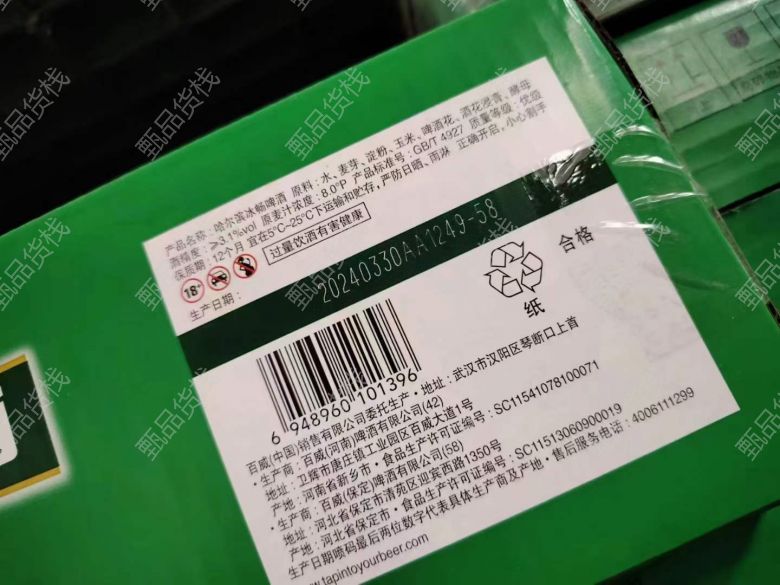 产品名称：哈尔滨冰畅啤酒 原料：水、麦芽、淀粉、玉米、啤酒花、酒花浸膏、酵母
酒精度：≥3.1%vol 原麦汁浓度：8.0°P 产品标准号：GB/T 4927 质量等级：优级
保质期：12个月 宜在5℃~25℃下运输和贮存，严防日晒、雨淋 正确开启，小心割手
18+ 过量饮酒有害健康
生产日期： 20240330AA1249-58
合格
纸
6 948960 101396
百威(中国)销售有限公司委托生产·地址：武汉市汉阳区琴断口上首
·生产商：百威(河南)啤酒有限公司(42)
地址：卫辉市唐庄镇工业园区百威大道1号
产地：河南省新乡市·食品生产许可证编号：SC11541078100071
·生产商：百威(保定)啤酒有限公司(58)
地址：河北省保定市清苑区迎宾西路1350号
产地：河北省保定市·食品生产许可证编号：SC11513060900019
生产日期喷码最后两位数字代表具体生产商及产地·售后服务电话：4006111299
www.tapintoyourbeer.com
甄品货栈